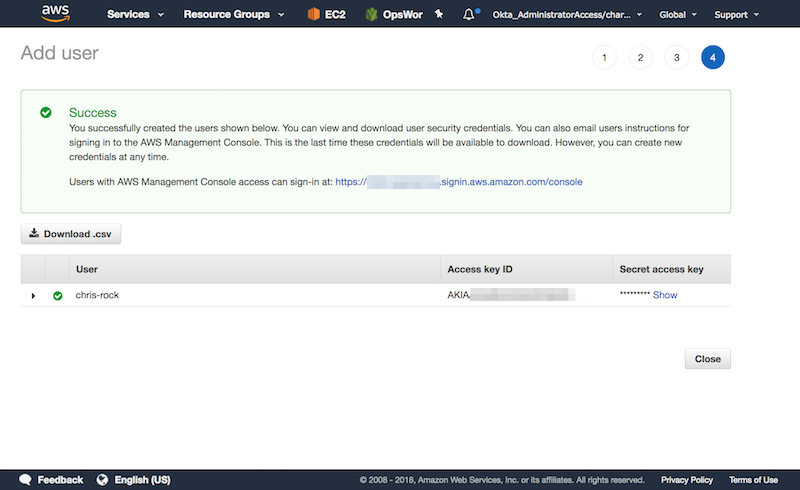 aws Services Resource Groups EC2 OpsWor Okta_AdministratorAccess/char... Global Support
Add user
1 2 3 4
Success
You successfully created the users shown below. You can view and download user security credentials. You can also email users instructions for
signing in to the AWS Management Console. This is the last time these credentials will be available to download. However, you can create new
credentials at any time.
Users with AWS Management Console access can sign-in at: https:// .signin.aws.amazon.com/console
Download .csv
User Access key ID Secret access key
chris-rock AKIA ********* Show
Close
Feedback English (US) © 2008 - 2018, Amazon Web Services, Inc. or its affiliates. All rights reserved. Privacy Policy Terms of Use